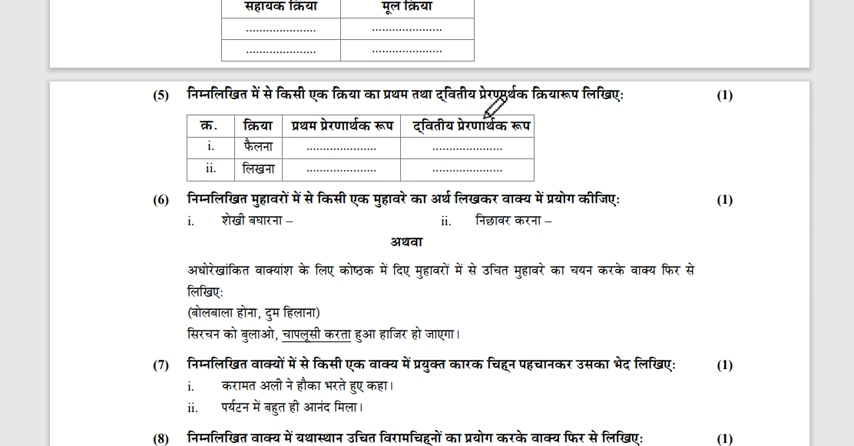 सहायक क्रिया मूल क्रिया
..................... .....................
..................... .....................
(5) निम्नलिखित में से किसी एक क्रिया का प्रथम तथा द्वितीय प्रेरणार्थक क्रियारूप लिखिए: (1)
क्र. क्रिया प्रथम प्रेरणार्थक रूप द्वितीय प्रेरणार्थक रूप
i. फैलना ..................... .....................
ii. लिखना ..................... .....................
(6) निम्नलिखित मुहावरों में से किसी एक मुहावरे का अर्थ लिखकर वाक्य में प्रयोग कीजिए: (1)
i. शेखी बघारना – ii. निछावर करना –
अथवा
अधोरेखांकित वाक्यांश के लिए कोष्ठक में दिए मुहावरों में से उचित मुहावरे का चयन करके वाक्य फिर से
लिखिए:
(बोलबाला होना, दुम हिलाना)
सिरचन को बुलाओ, चापलूसी करता हुआ हाजिर हो जाएगा।
(7) निम्नलिखित वाक्यों में से किसी एक वाक्य में प्रयुक्त कारक चिह्न पहचानकर उसका भेद लिखिए: (1)
i. करामत अली ने हौका भरते हुए कहा।
ii. पर्यटन में बहुत ही आनंद मिला।
(8) निम्नलिखित वाक्य में यथास्थान उचित विरामचिह्नों का प्रयोग करके वाक्य फिर से लिखिए: (1)